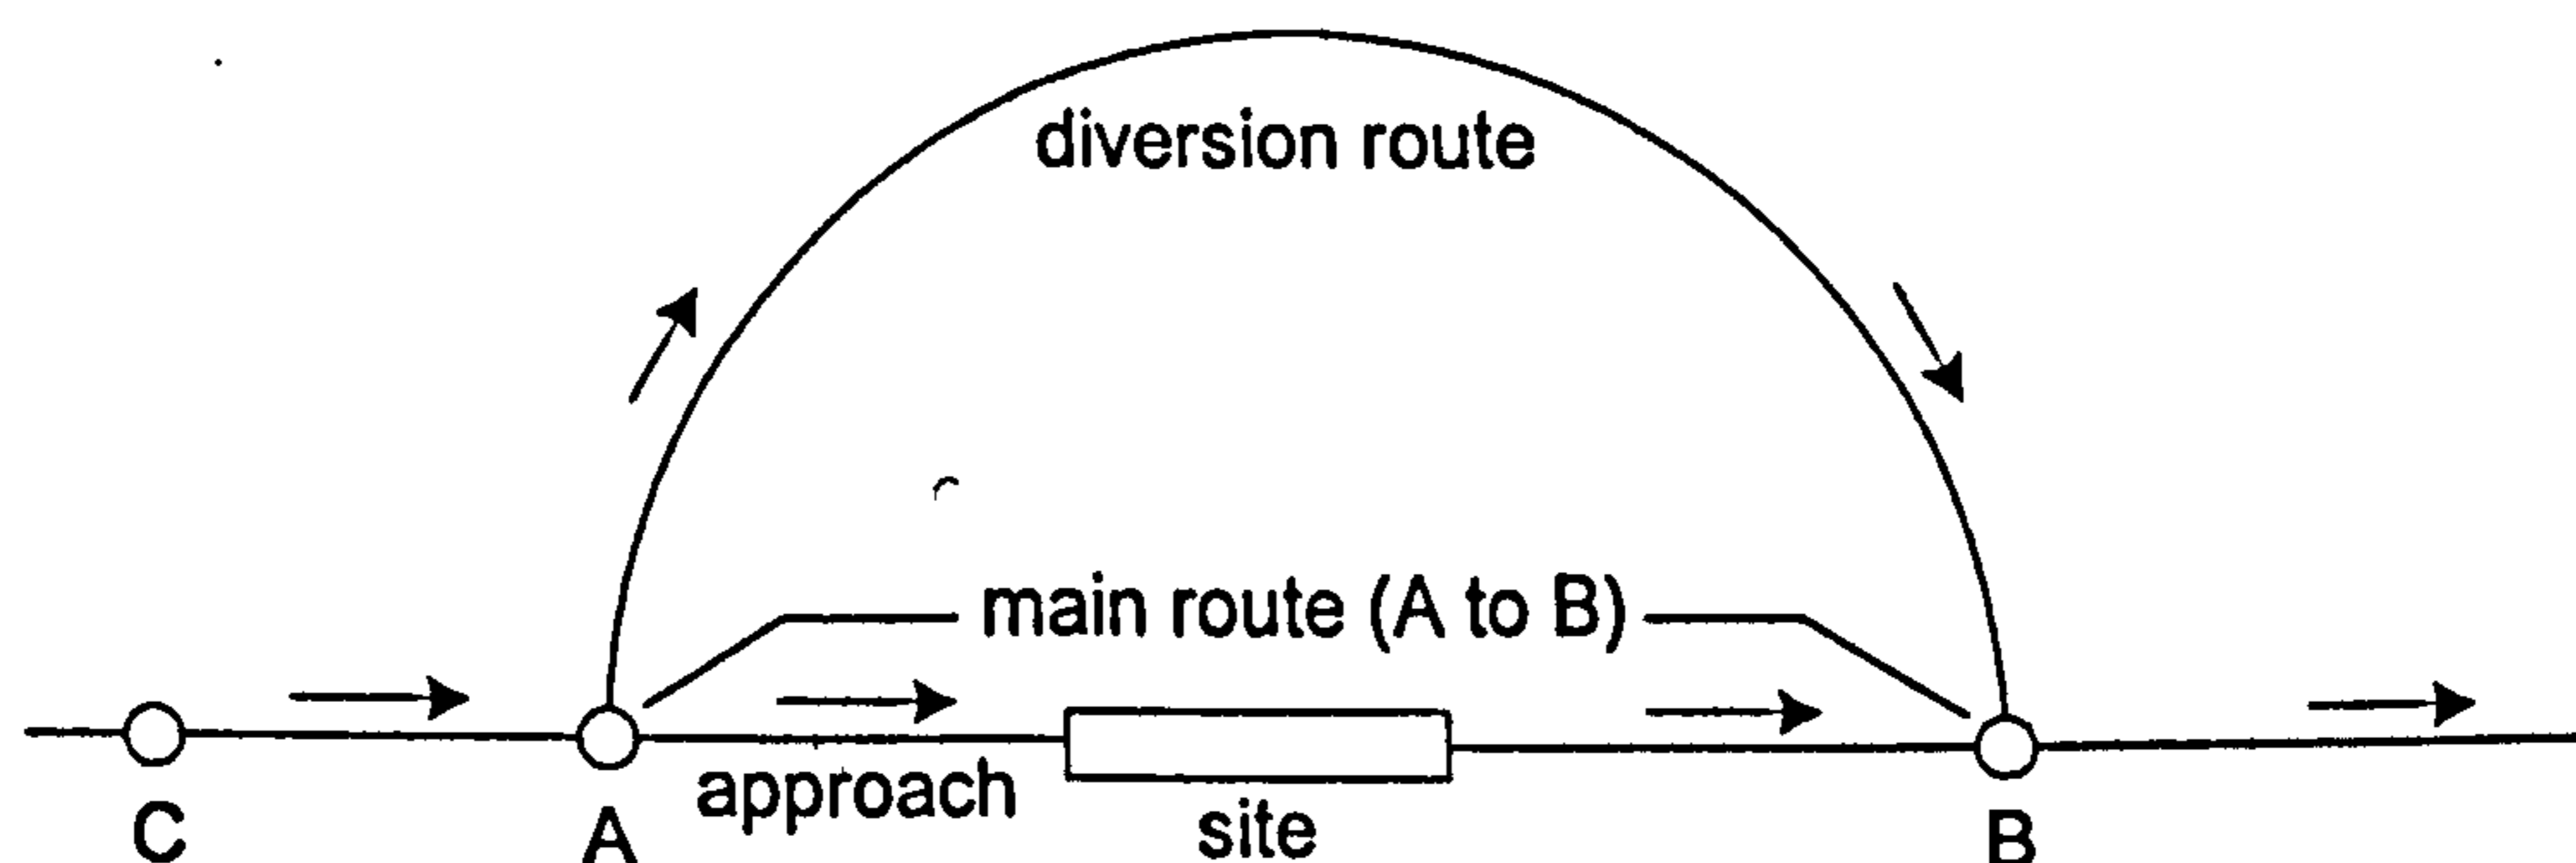 diversion route
main route (A to B)
approach
site
C
A
B